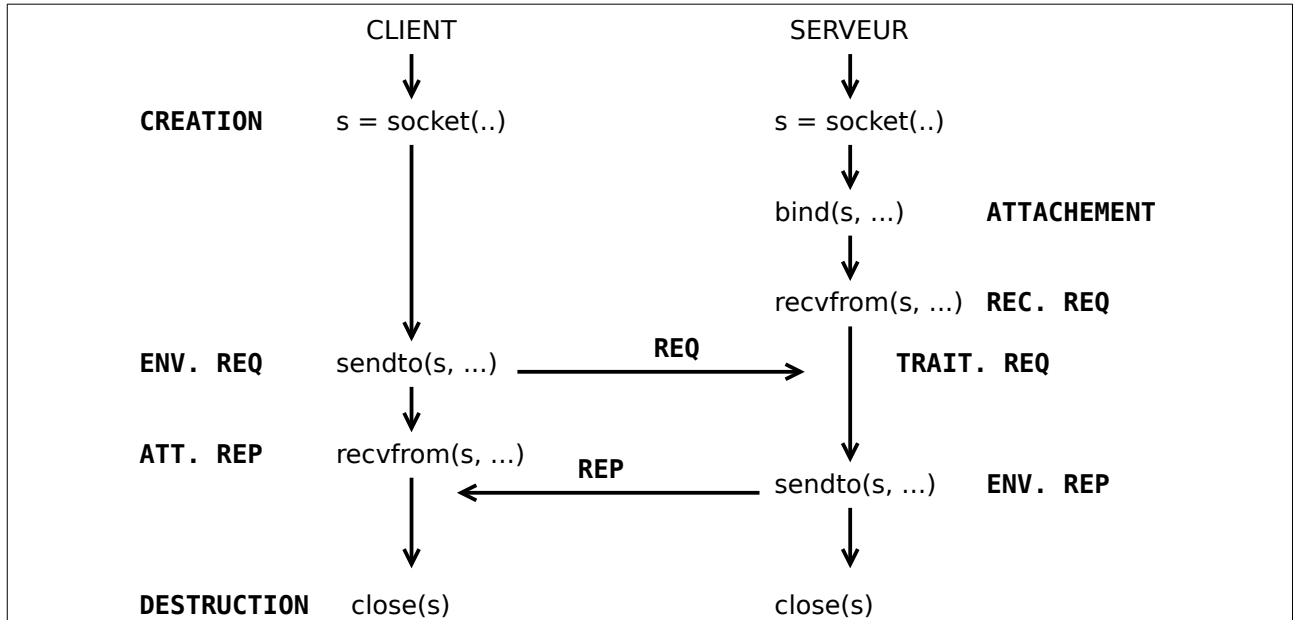 CLIENT SERVEUR
CREATION s = socket(..) s = socket(..)
bind(s, ...) ATTACHEMENT
recvfrom(s, ...) REC. REQ
REQ
ENV. REQ sendto(s, ...) TRAIT. REQ
ATT. REP recvfrom(s, ...)
REP
sendto(s, ...) ENV. REP
DESTRUCTION close(s) close(s)